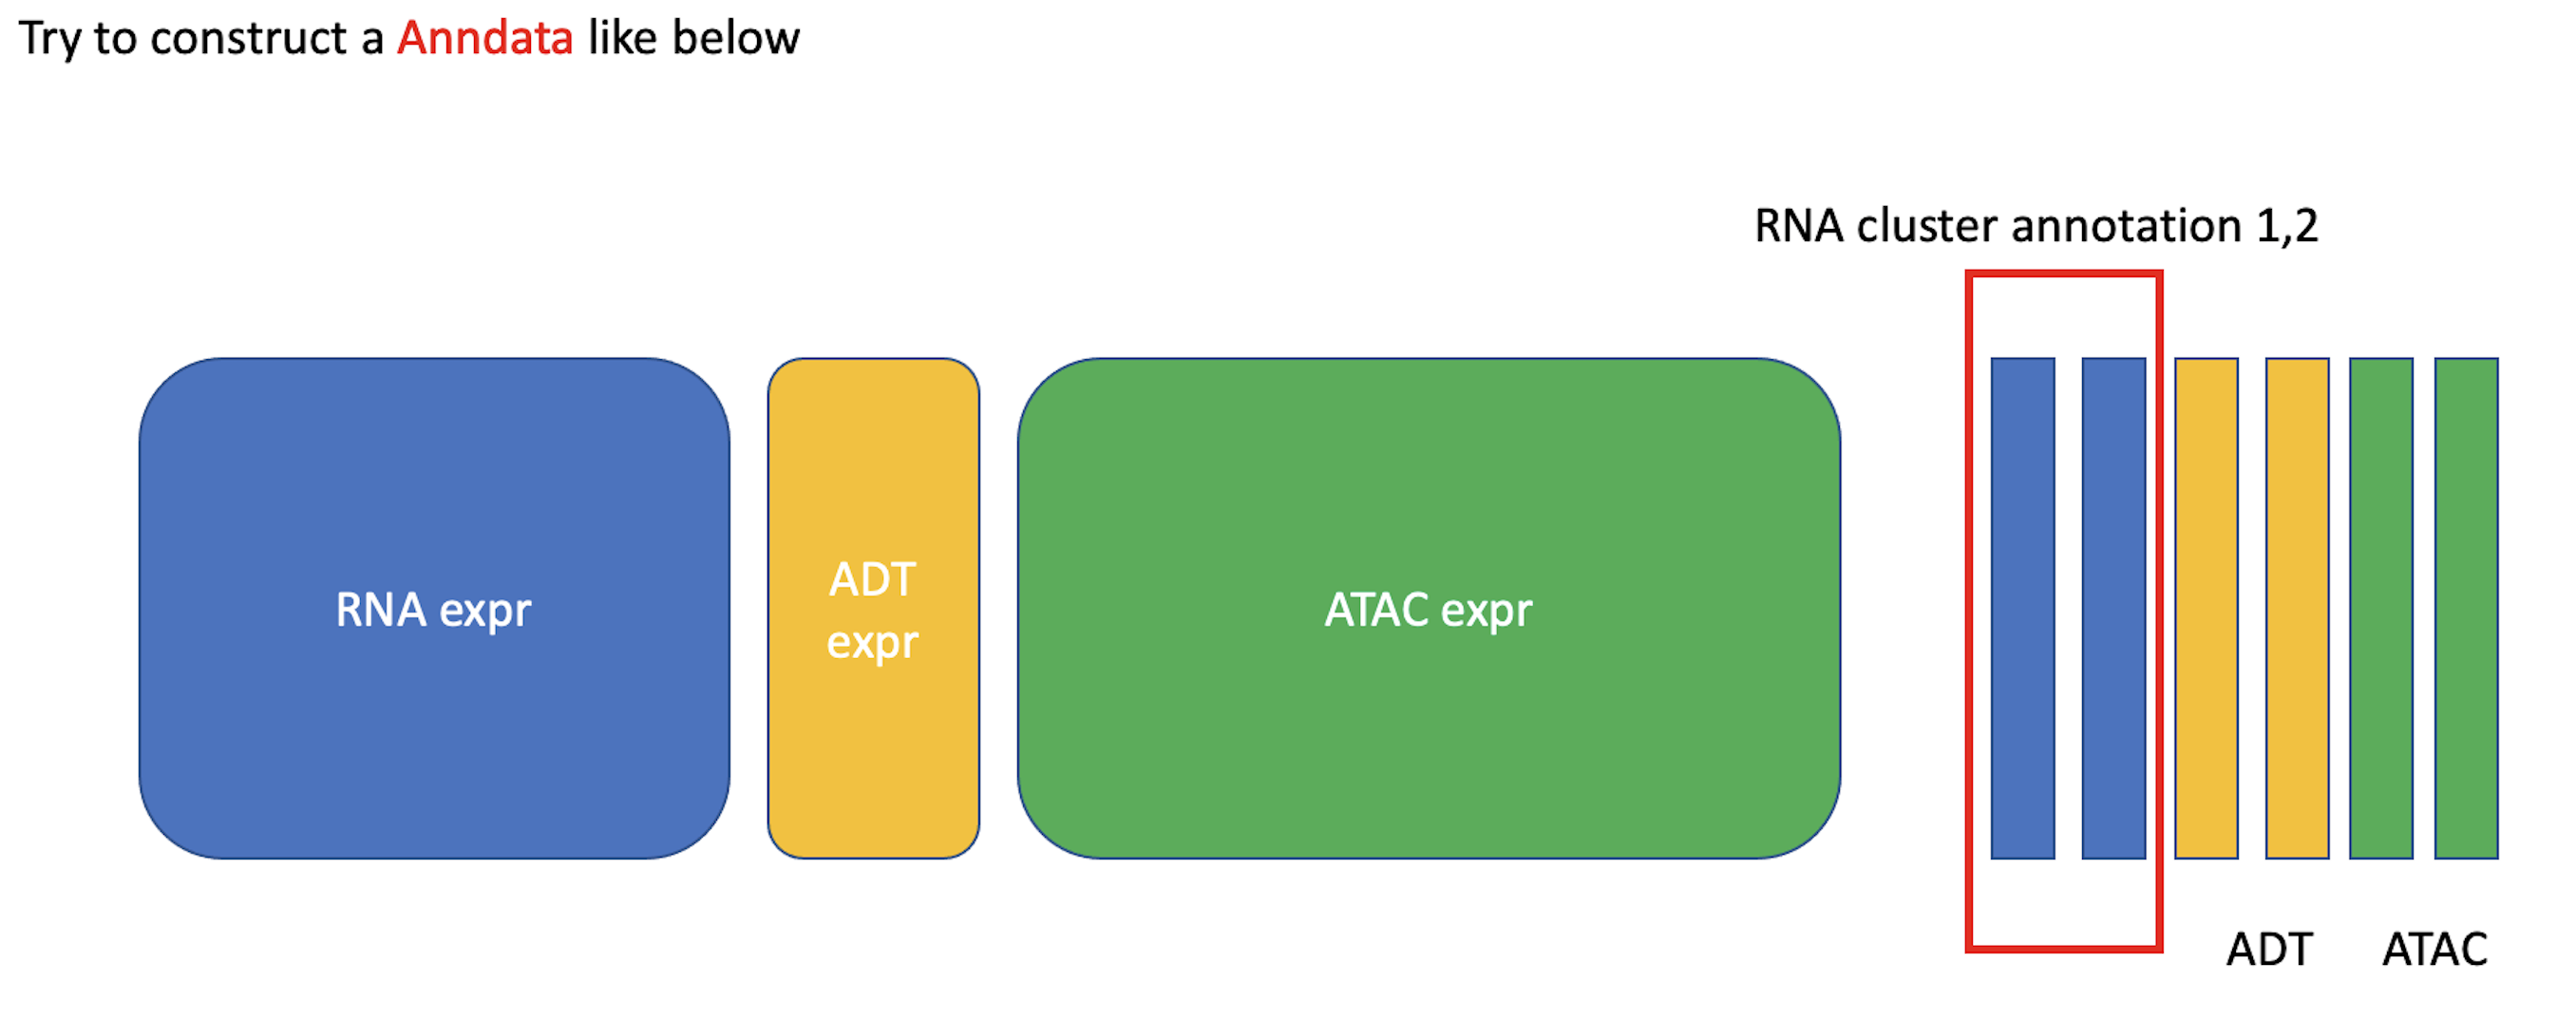 Try to construct a Anndata like below
RNA cluster annotation 1,2
RNA expr
ADT
expr
ATAC expr
ADT
ATAC